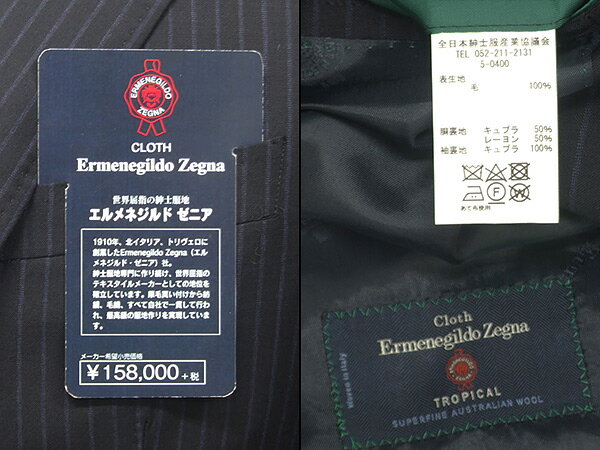 ERMENEGILDO
ZEGNA
CLOTH
Ermenegildo Zegna
世界屈指の紳士服地
エルメネジルド ゼニア
1910年、北イタリア、トリヴェロに
創業したErmenegildo Zegna（エル
メネジルド・ゼニア）社。
紳士服地専門に作り続け、世界屈指の
テキスタイルメーカーとしての地位を
確立しています。原毛買い付けから紡
績、毛織、すべて自社で一貫して行わ
れ、最高級の服地作りを実現していま
す。
メーカー希望小売価格
¥158,000 +税
全日本紳士服産業協議会
TEL 052-211-2131
5-0400
表生地
毛 100%
胴裏地 キュプラ 50%
レーヨン 50%
袖裏地 キュプラ 100%
あて布使用
Cloth
Ermenegildo Zegna
Woven in Italy
ERMENEGILDO
ZEGNA
TROPICAL
SUPERFINE AUSTRALIAN WOOL